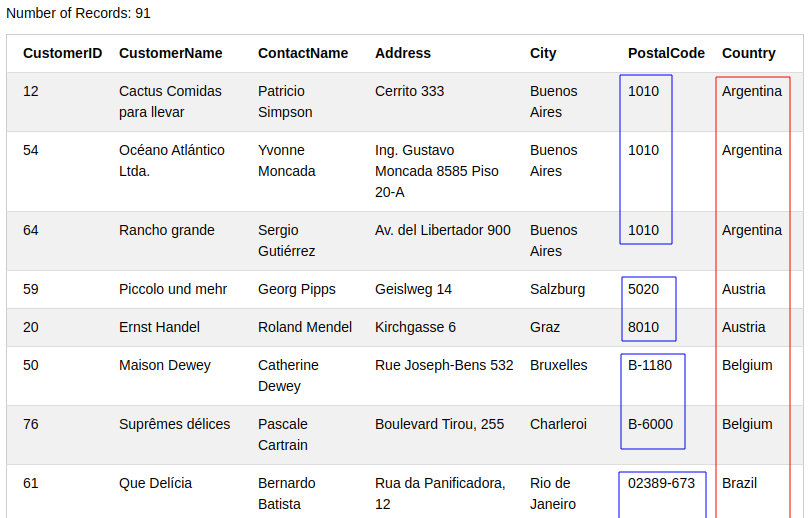 Number of Records: 91
CustomerID CustomerName ContactName Address City PostalCode Country
12 Cactus Comidas Patricio Cerrito 333 Buenos 1010 Argentina
para llevar Simpson Aires
54 Océano Atlántico Yvonne Ing. Gustavo Buenos 1010 Argentina
Ltda. Moncada Moncada 8585 Piso Aires
20-A
64 Rancho grande Sergio Av. del Libertador 900 Buenos 1010 Argentina
Gutiérrez Aires
59 Piccolo und mehr Georg Pipps Geislweg 14 Salzburg 5020 Austria
20 Ernst Handel Roland Mendel Kirchgasse 6 Graz 8010 Austria
50 Maison Dewey Catherine Rue Joseph-Bens 532 Bruxelles B-1180 Belgium
Dewey
76 Suprêmes délices Pascale Boulevard Tirou, 255 Charleroi B-6000 Belgium
Cartrain
61 Que Delícia Bernardo Rua da Panificadora, Rio de 02389-673 Brazil
Batista 12 Janeiro